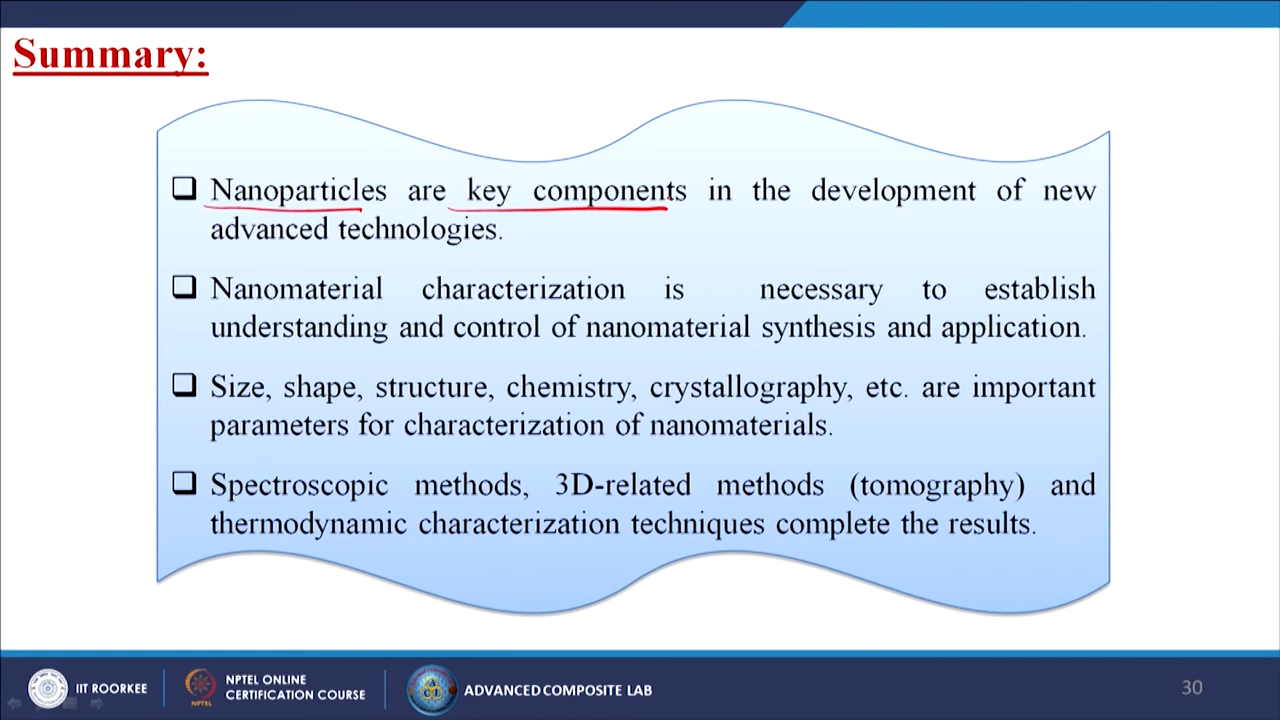 Summary:
Nanoparticles are key components in the development of new
advanced technologies.
Nanomaterial characterization is necessary to establish
understanding and control of nanomaterial synthesis and application.
Size, shape, structure, chemistry, crystallography, etc. are important
parameters for characterization of nanomaterials.
Spectroscopic methods, 3D-related methods (tomography) and
thermodynamic characterization techniques complete the results.
IIT ROORKEE
NPTEL
NPTEL ONLINE
CERTIFICATION COURSE
ADVANCED COMPOSITE LAB
30